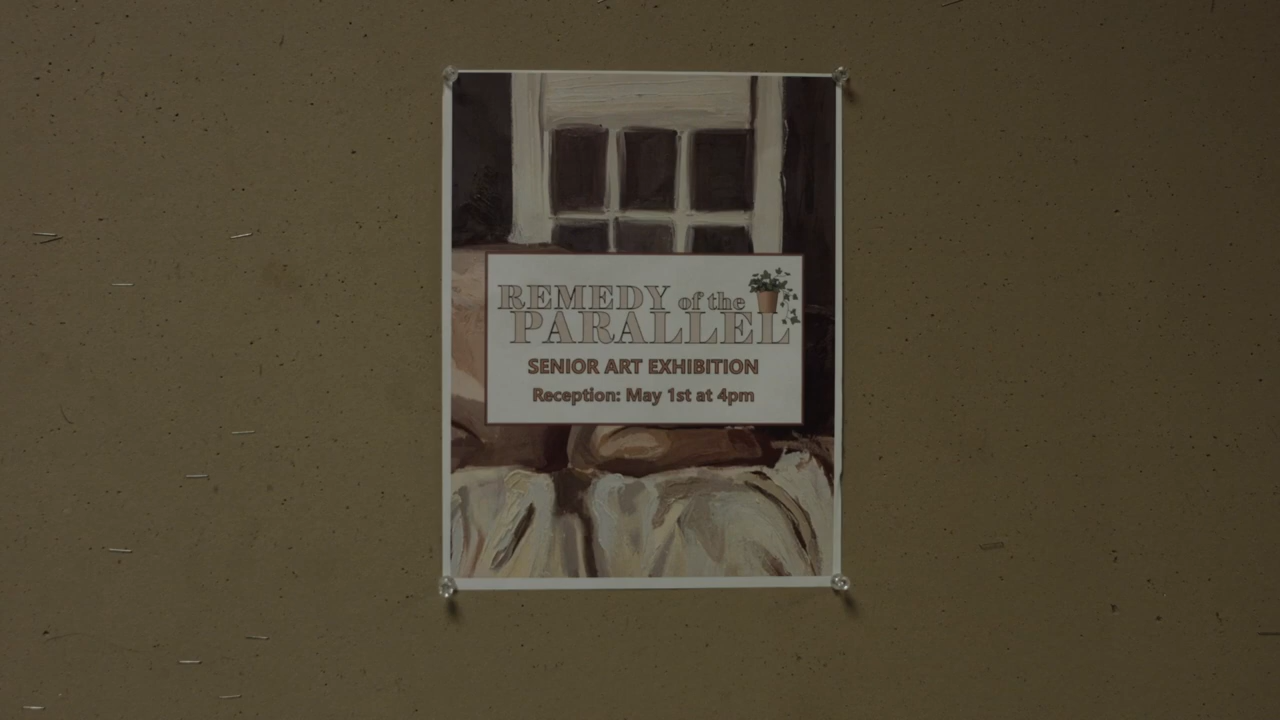 REMEDY of the
PARALLEL
SENIOR ART EXHIBITION
Reception: May 1st at 4pm